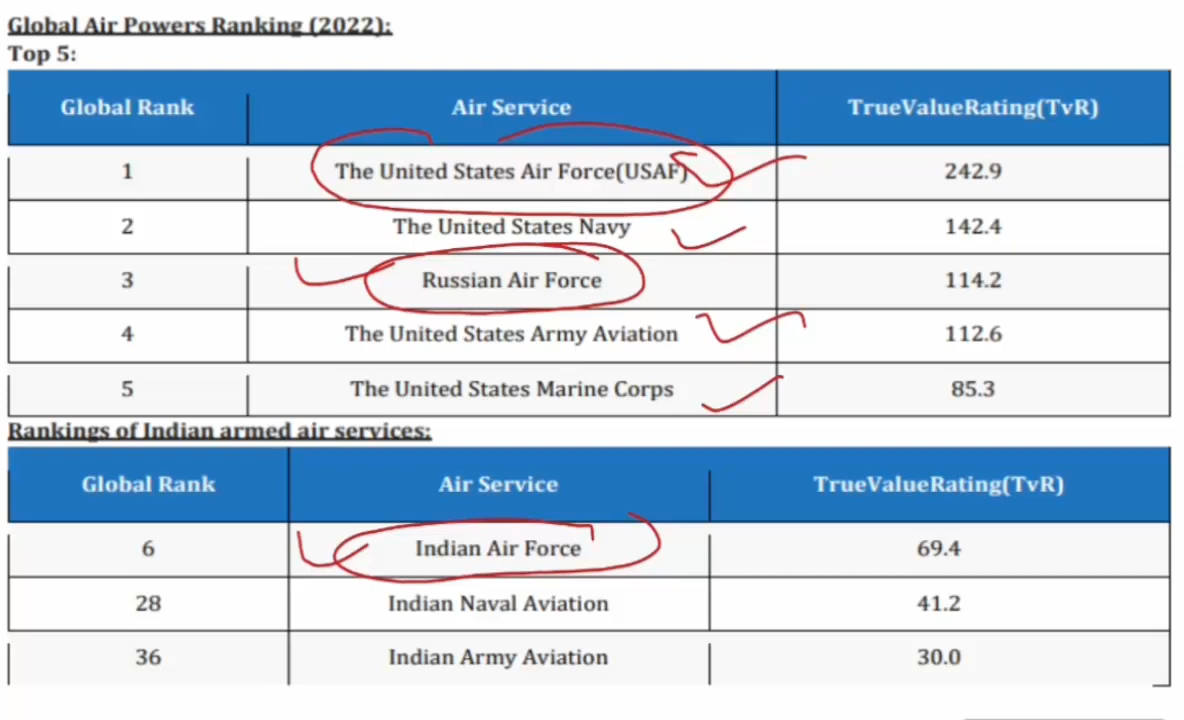 Global Air Powers Ranking (2022):
Top 5:
Global Rank Air Service TrueValueRating(TvR)
1 The United States Air Force(USAF) 242.9
2 The United States Navy 142.4
3 Russian Air Force 114.2
4 The United States Army Aviation 112.6
5 The United States Marine Corps 85.3
Rankings of Indian armed air services:
Global Rank Air Service TrueValueRating(TvR)
6 Indian Air Force 69.4
28 Indian Naval Aviation 41.2
36 Indian Army Aviation 30.0